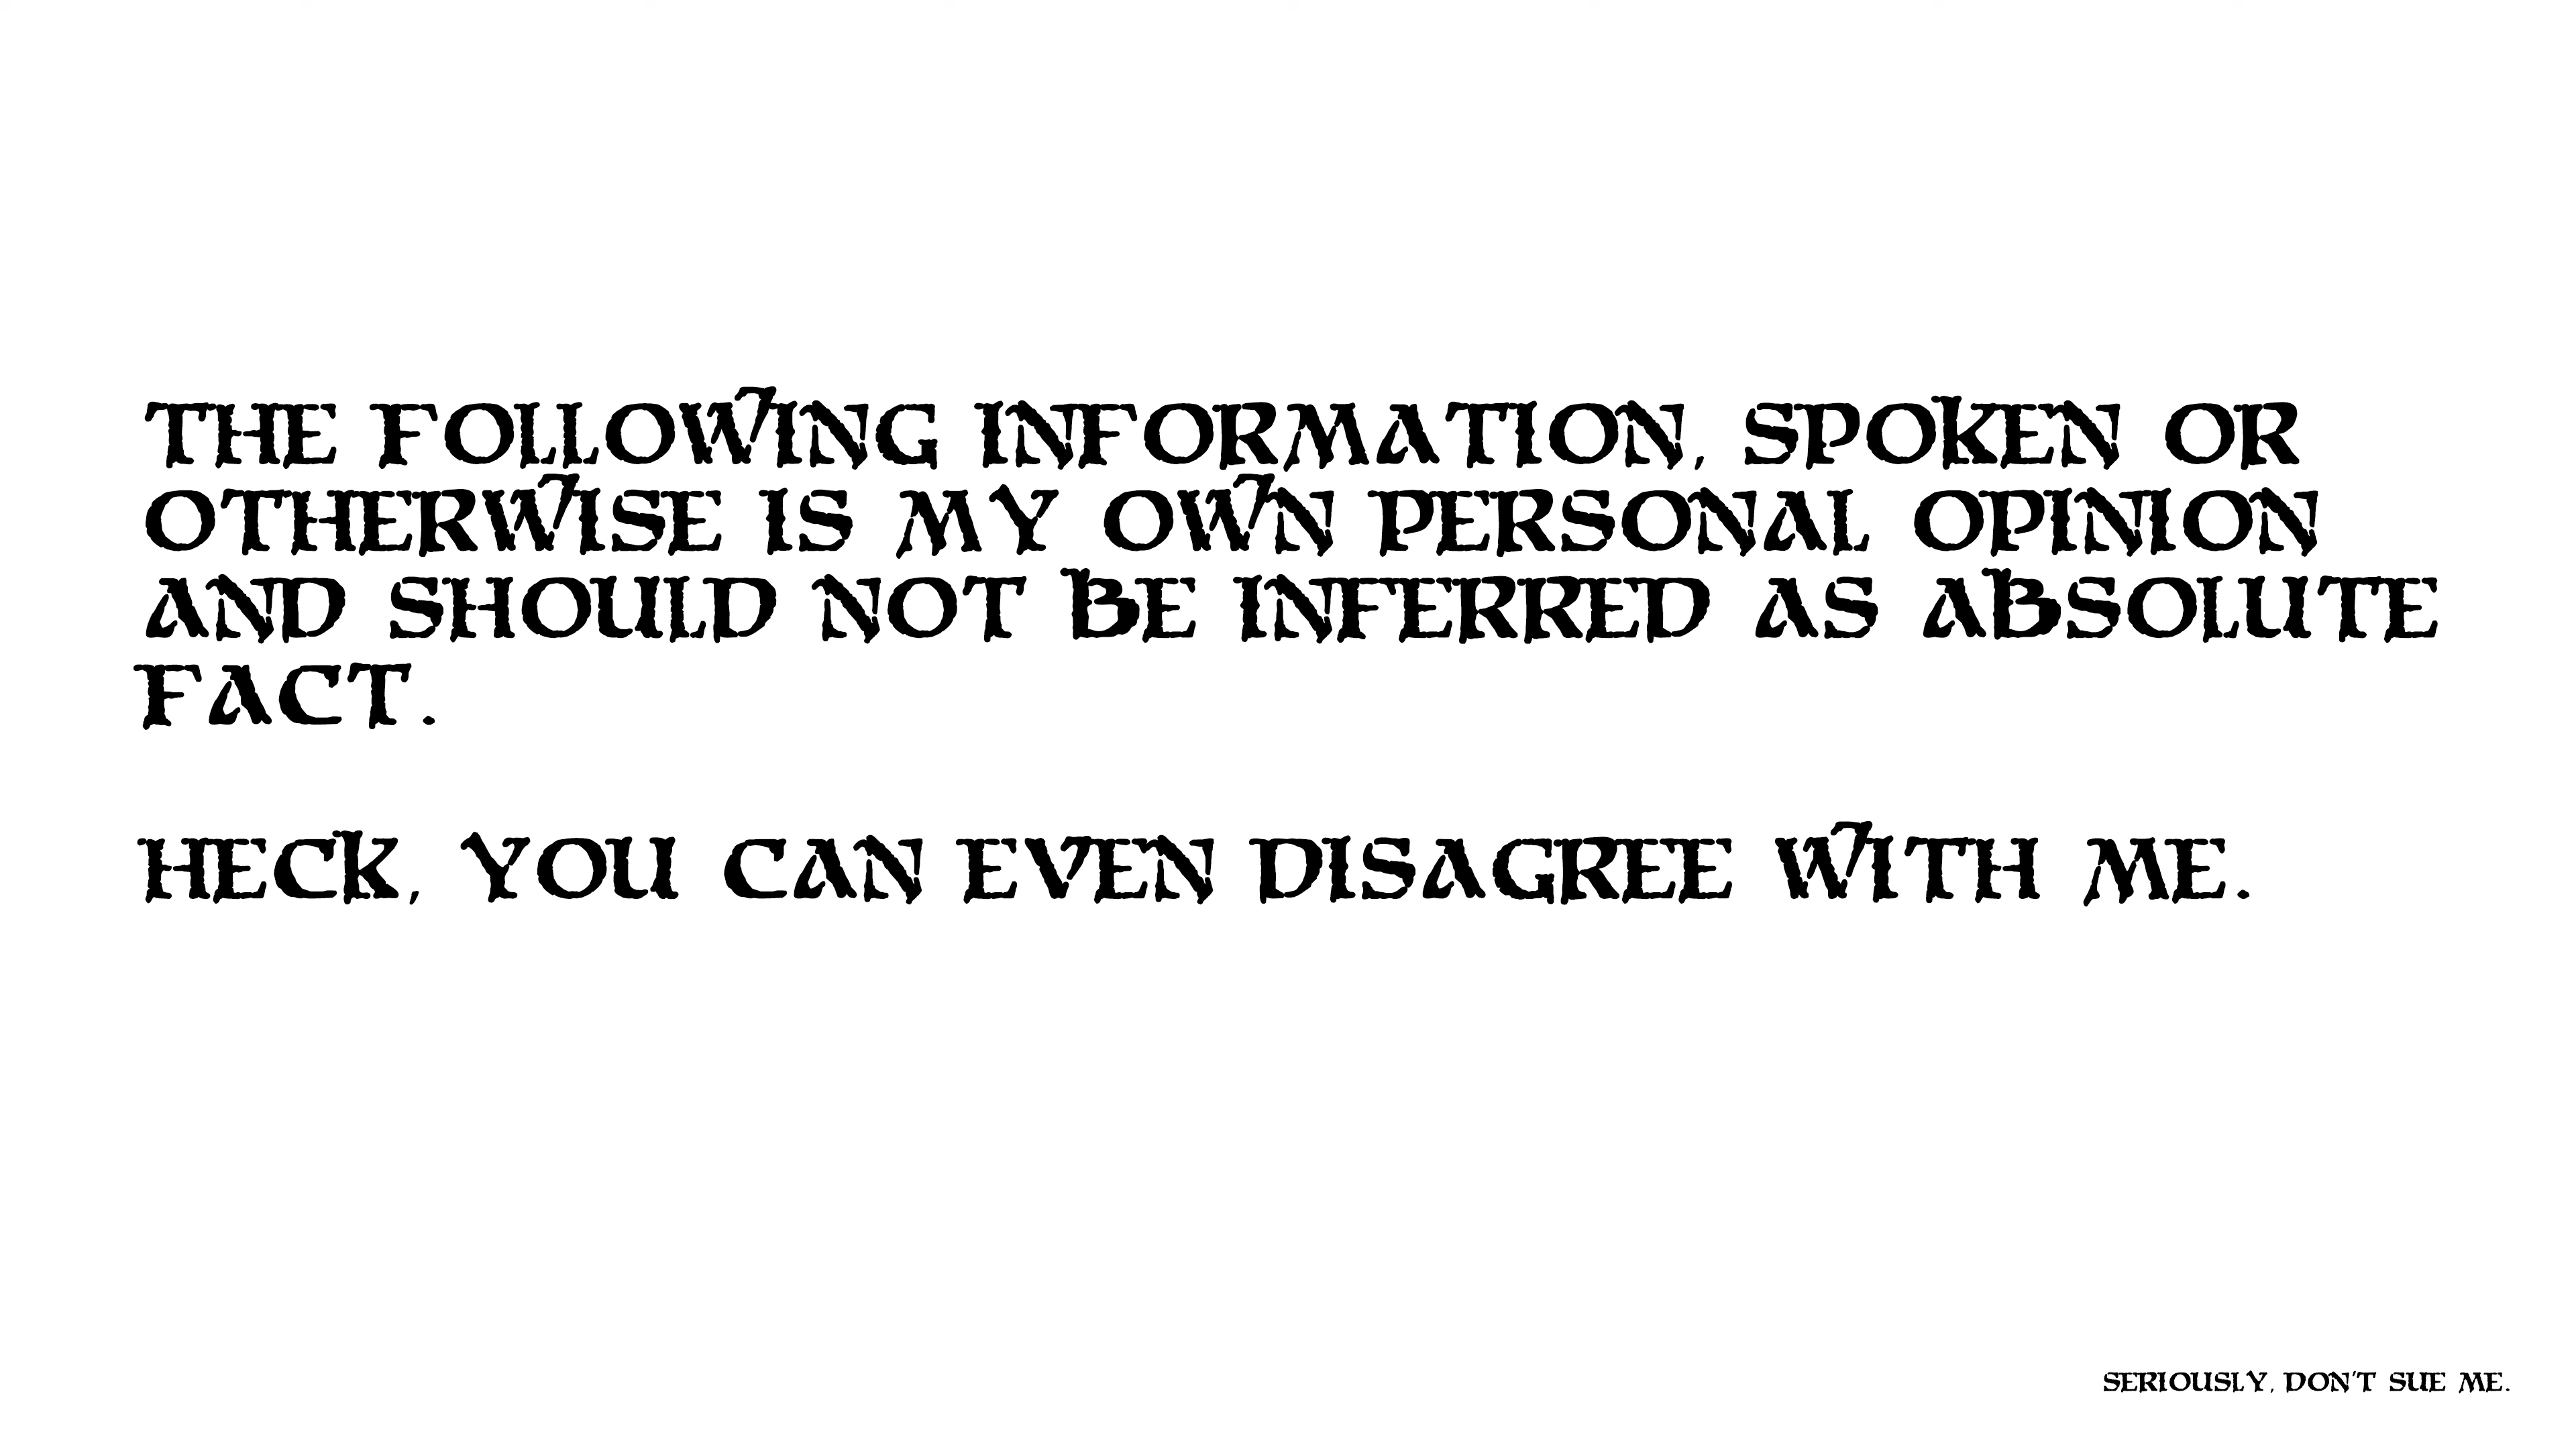 THE FOLLOWING INFORMATION, SPOKEN OR
OTHERWISE IS MY OWN PERSONAL OPINION
AND SHOULD NOT BE INFERRED AS ABSOLUTE
FACT.
HECK, YOU CAN EVEN DISAGREE WITH ME.
SERIOUSLY, DON'T SUE ME.